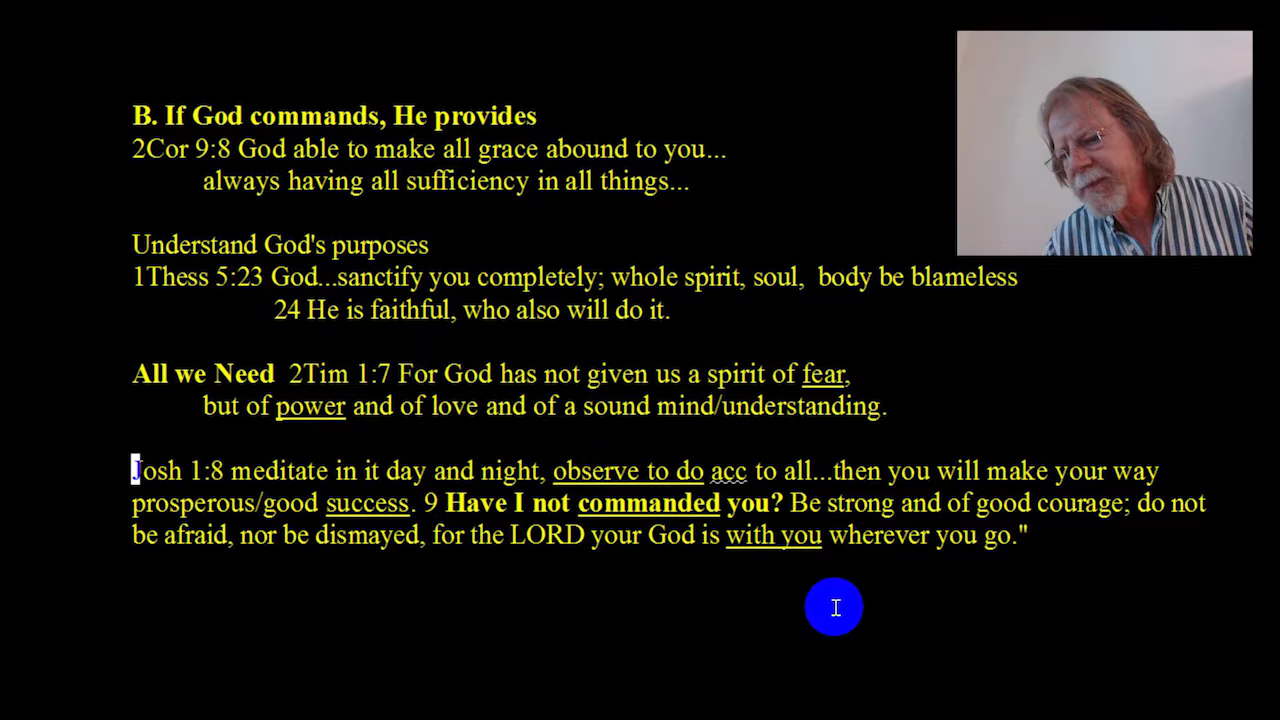 B. If God commands, He provides
2Cor 9:8 God able to make all grace abound to you...
always having all sufficiency in all things...
Understand God's purposes
1Thess 5:23 God...sanctify you completely; whole spirit, soul, body be blameless
24 He is faithful, who also will do it.
All we Need 2Tim 1:7 For God has not given us a spirit of fear,
but of power and of love and of a sound mind/understanding.
Josh 1:8 meditate in it day and night, observe to do acc to all...then you will make your way
prosperous/good success. 9 Have I not commanded you? Be strong and of good courage; do not
be afraid, nor be dismayed, for the LORD your God is with you wherever you go."